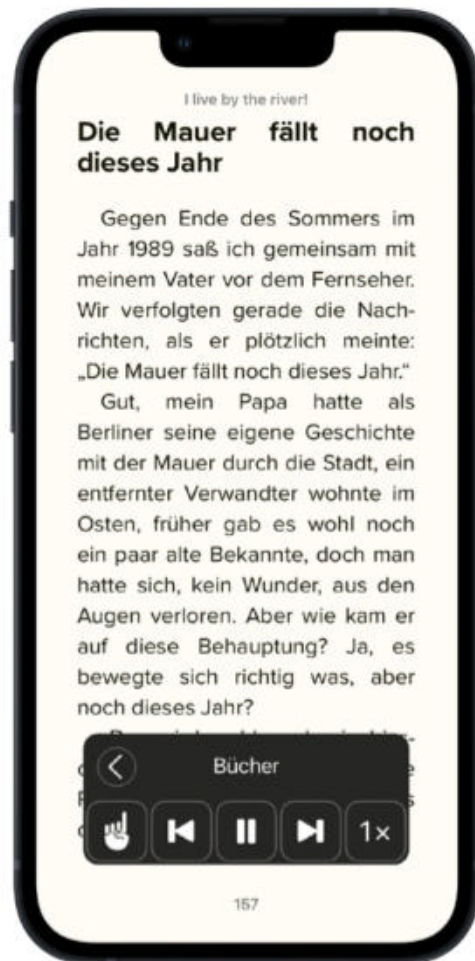 I live by the river!
Die Mauer fällt noch
dieses Jahr
Gegen Ende des Sommers im
Jahr 1989 saß ich gemeinsam mit
meinem Vater vor dem Fernseher.
Wir verfolgten gerade die Nach-
richten, als er plötzlich meinte:
„Die Mauer fällt noch dieses Jahr.“
Gut, mein Papa hatte als
Berliner seine eigene Geschichte
mit der Mauer durch die Stadt, ein
entfernter Verwandter wohnte im
Osten, früher gab es wohl noch
ein paar alte Bekannte, doch man
hatte sich, kein Wunder, aus den
Augen verloren. Aber wie kam er
auf diese Behauptung? Ja, es
bewegte sich richtig was, aber
noch dieses Jahr?
Bücher
1×
157